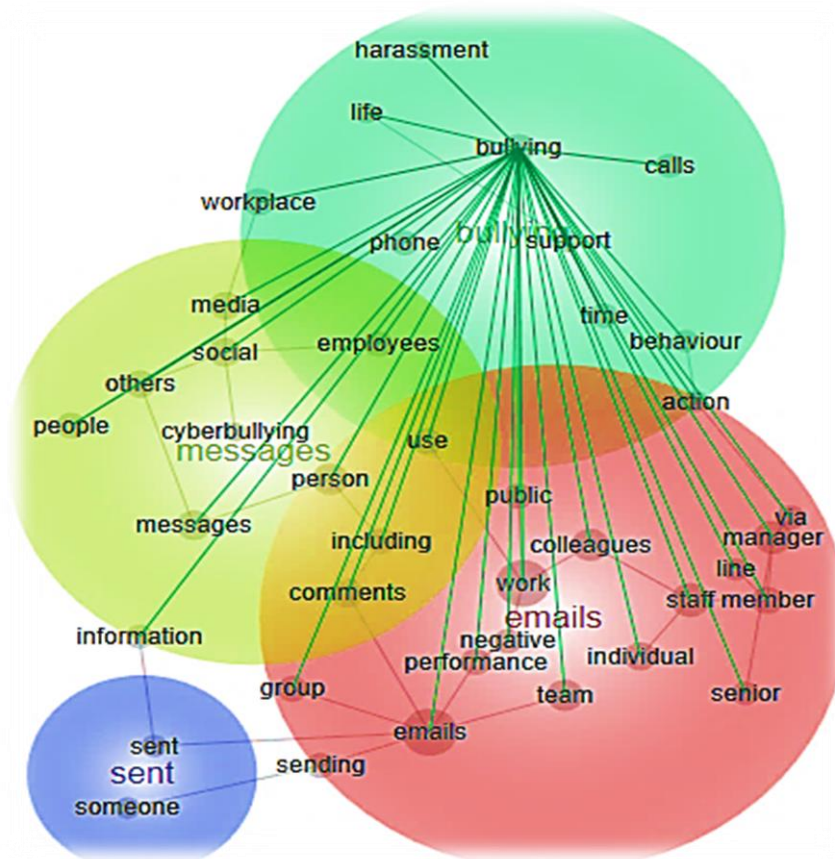 harassment
life
bullying
calls
workplace
phone
bullying
support
media
time
social
employees
behaviour
others
action
people
cyberbullying
use
messages
person
public
messages
via
manager
including
colleagues
line
work
comments
staff member
emails
information
negative
individual
performance
group
team
senior
emails
sent
sending
sent
someone